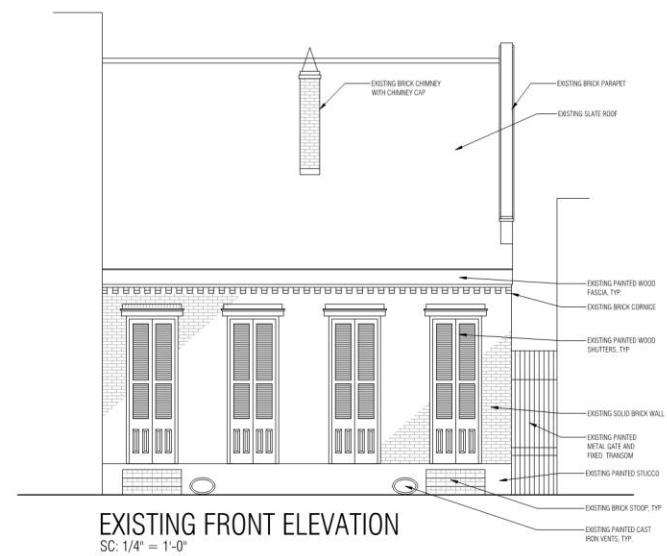 EXISTING BRICK CHIMNEY
WITH CHIMNEY CAP
EXISTING BRICK PARAPET
EXISTING SLATE ROOF
EXISTING PAINTED WOOD
FASCIA, TYP.
EXISTING BRICK CORNICE
EXISTING PAINTED WOOD
SHUTTERS, TYP
EXISTING SOLID BRICK WALL
EXISTING PAINTED
METAL GATE AND
FIXED TRANSOM
EXISTING PAINTED STUCCO
EXISTING BRICK STOOP, TYP
EXISTING PAINTED CAST
IRON VENTS, TYP.
EXISTING FRONT ELEVATION
SC: 1/4" = 1'-0"